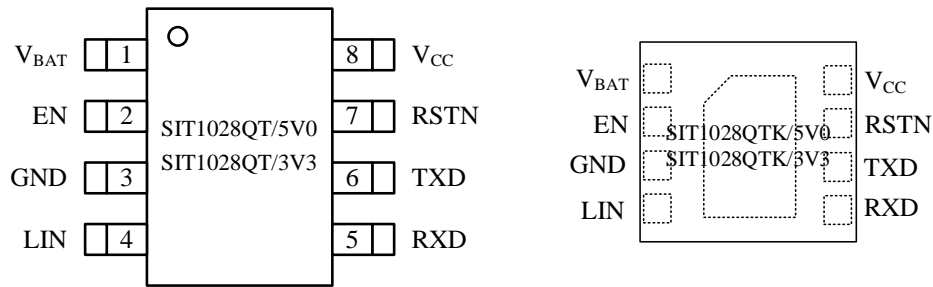 VBAT 1 8 VCC
EN 2 7 RSTN
SIT1028QT/5V0
SIT1028QT/3V3
GND 3 6 TXD
LIN 4 5 RXD
VBAT VCC
EN RSTN
SIT1028QTK/5V0
SIT1028QTK/3V3
GND TXD
LIN RXD